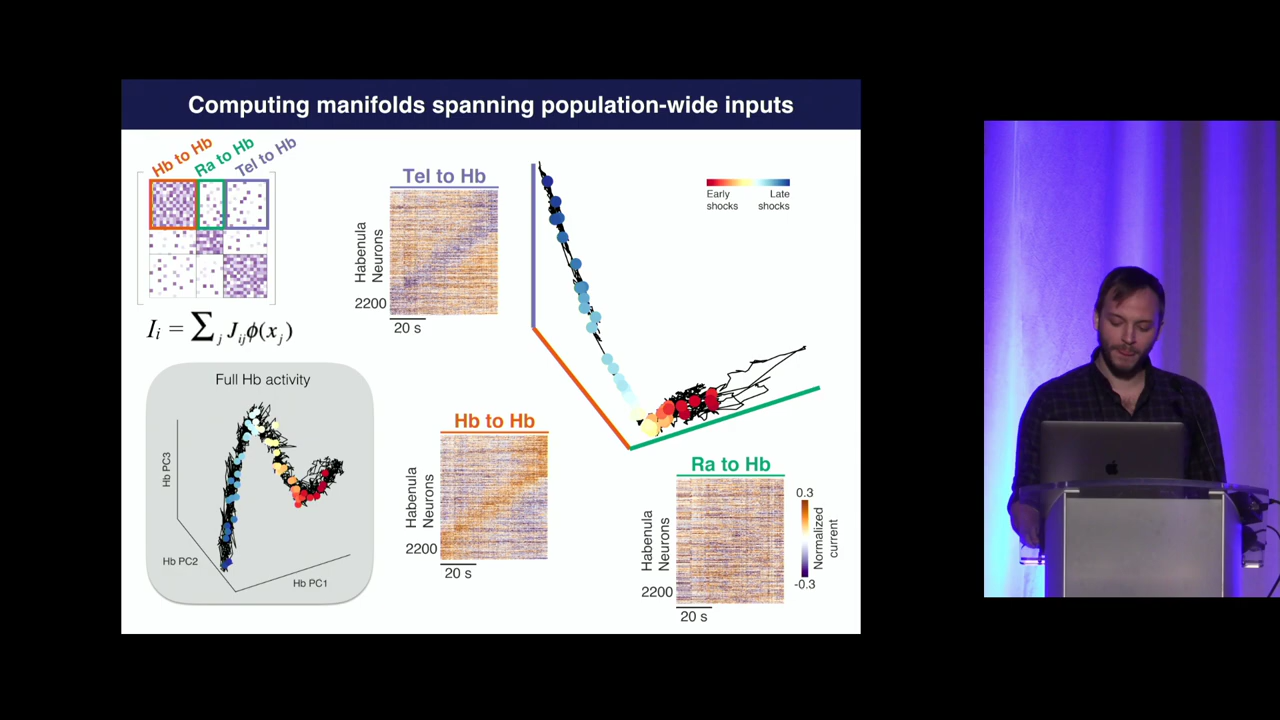 Computing manifolds spanning population-wide inputs
Hb to Hb
Ra to Hb
Tel to Hb
I_i = ∑_j J_ij ϕ(x_j)
Full Hb activity
Hb PC3
Hb PC2
Hb PC1
Tel to Hb
Habenula
Neurons
2200
20 s
Early
shocks
Late
shocks
Hb to Hb
Habenula
Neurons
2200
20 s
Ra to Hb
Habenula
Neurons
2200
20 s
0.3
Normalized
current
-0.3